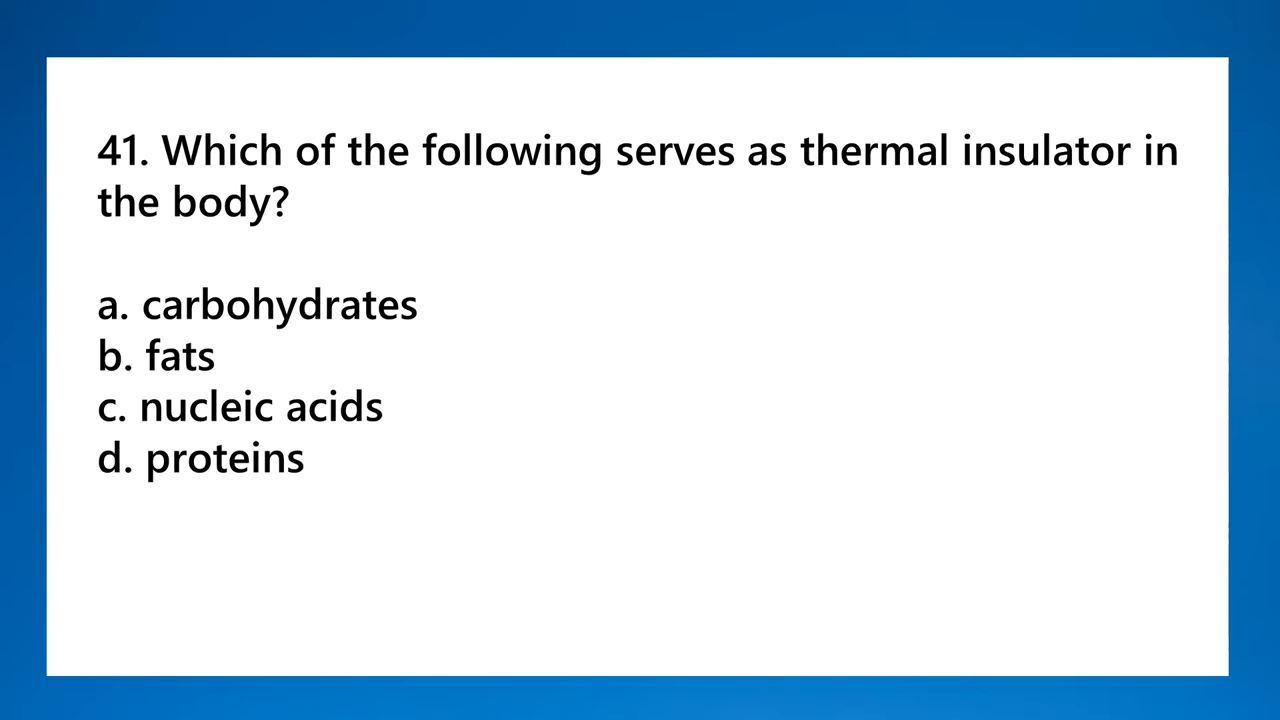 41. Which of the following serves as thermal insulator in
the body?
a. carbohydrates
b. fats
c. nucleic acids
d. proteins